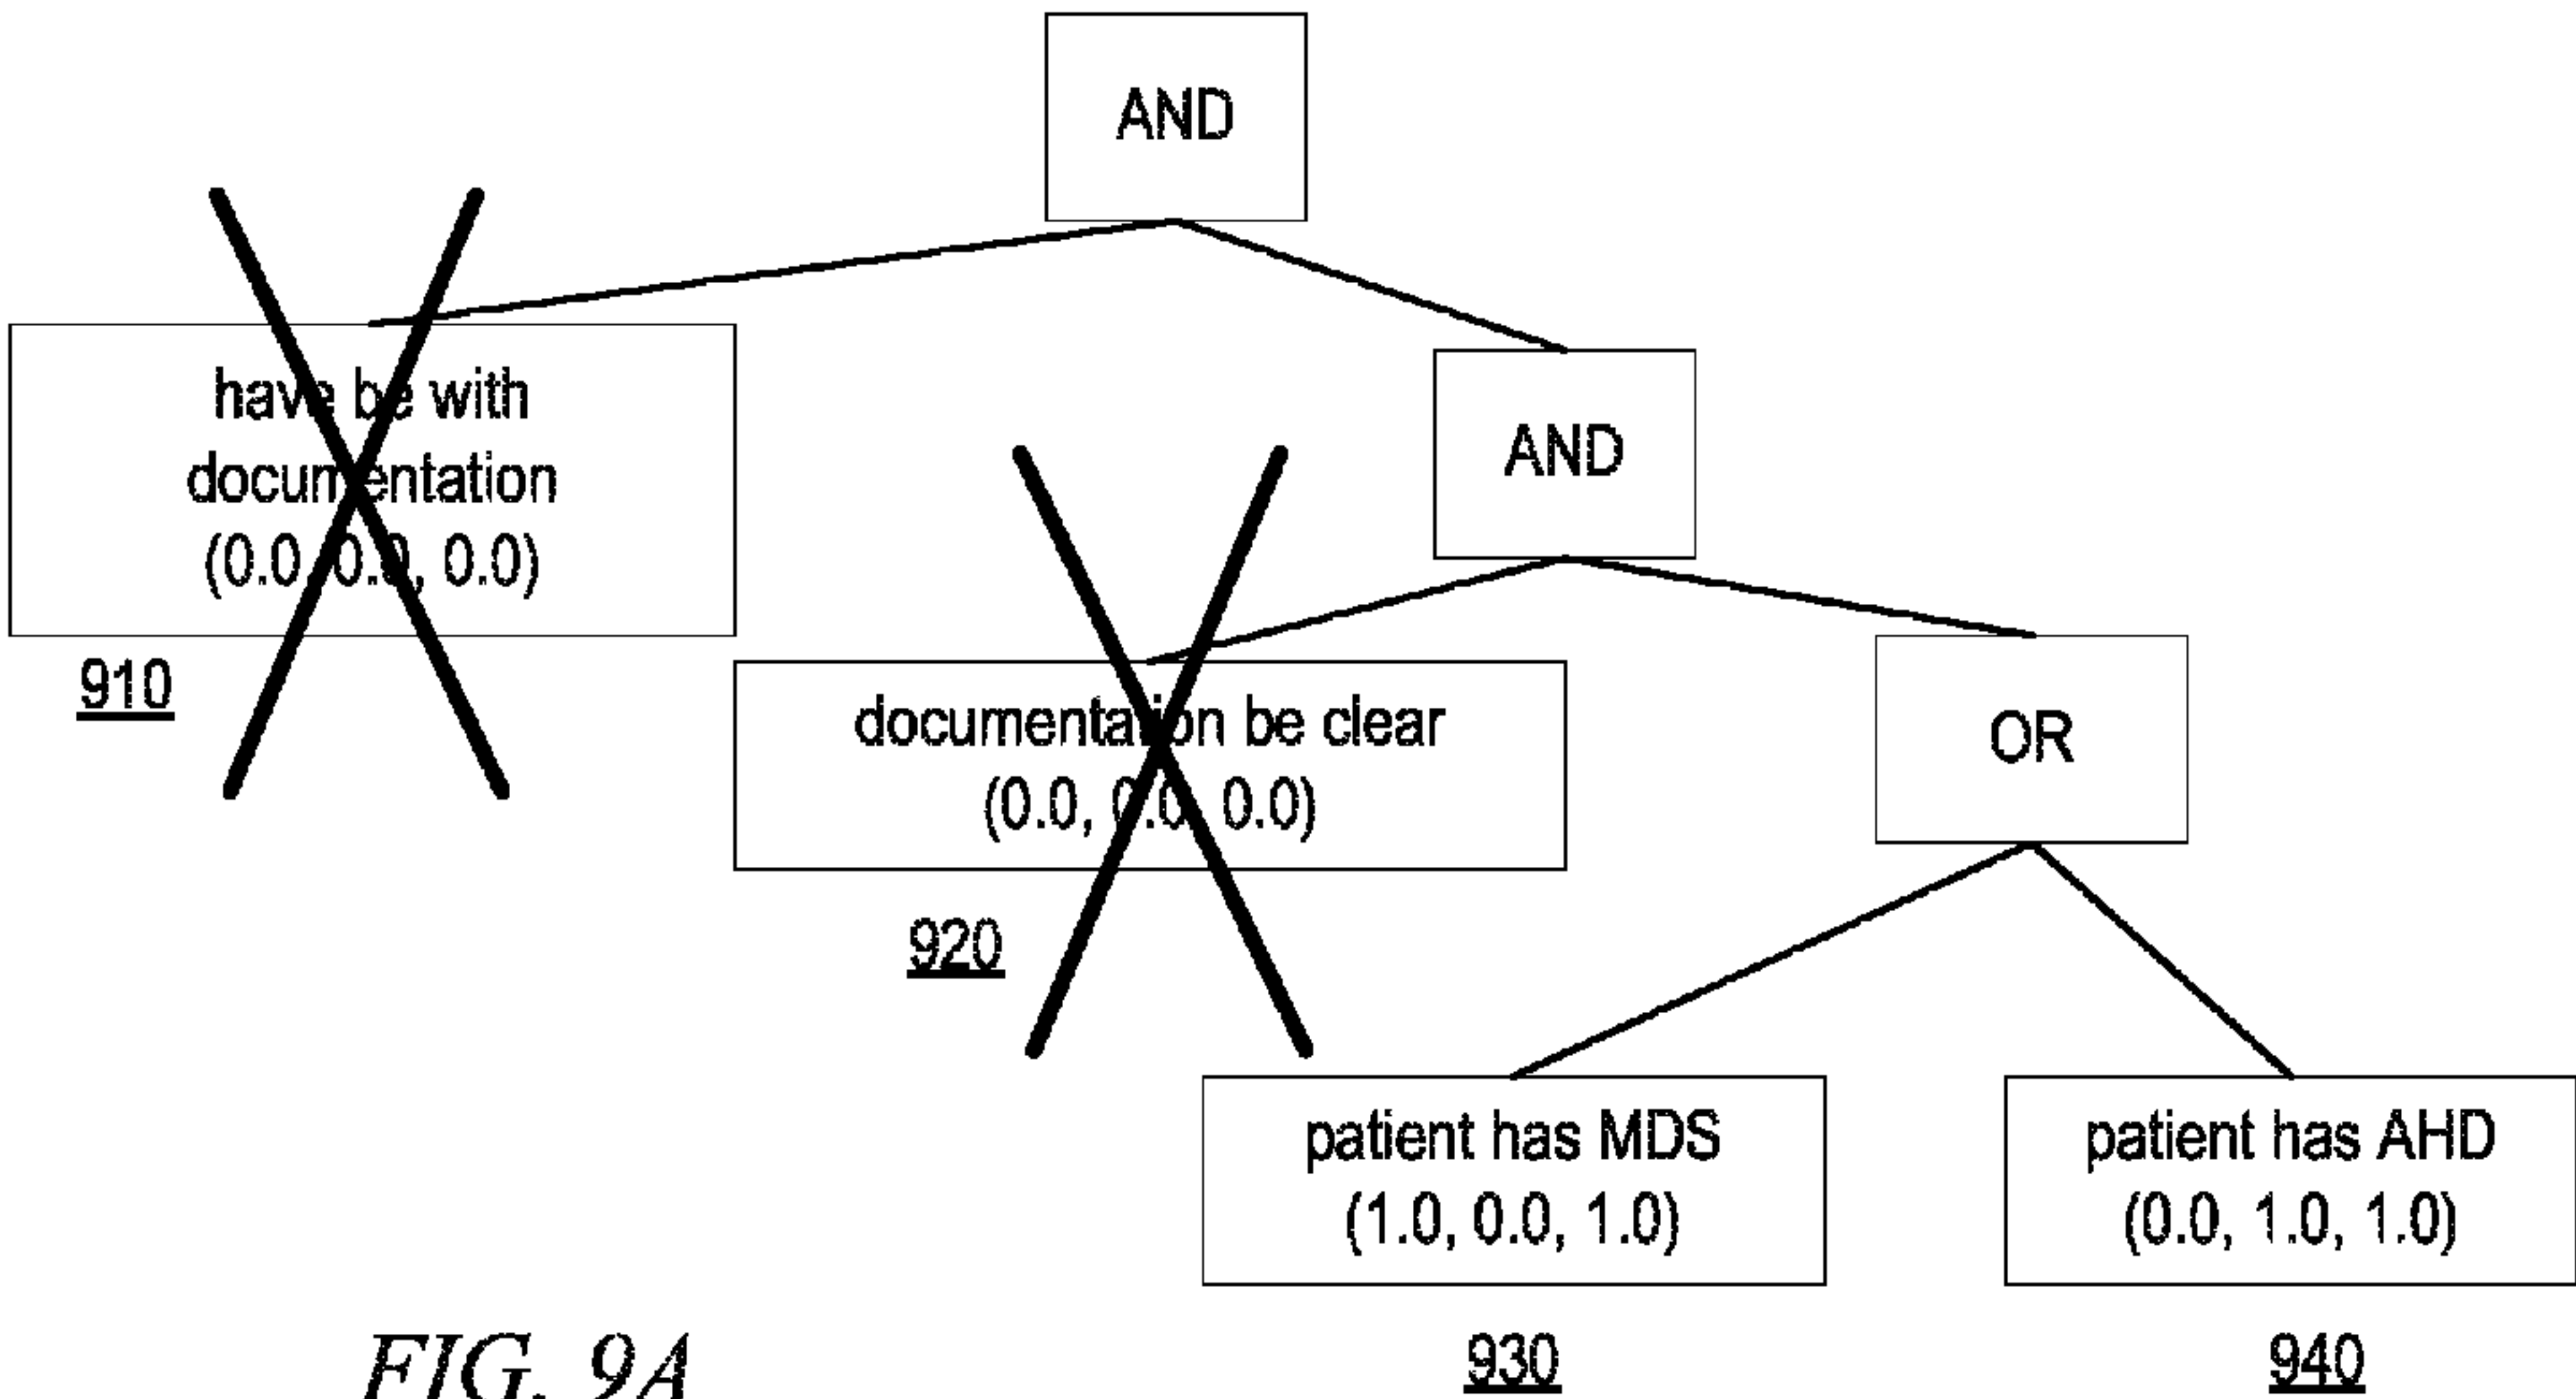 AND
have be with
documentation
(0.0, 0.0, 0.0)
910
AND
documentation be clear
(0.0, 0.0, 0.0)
920
OR
patient has MDS
(1.0, 0.0, 1.0)
930
patient has AHD
(0.0, 1.0, 1.0)
940
FIG. 9A